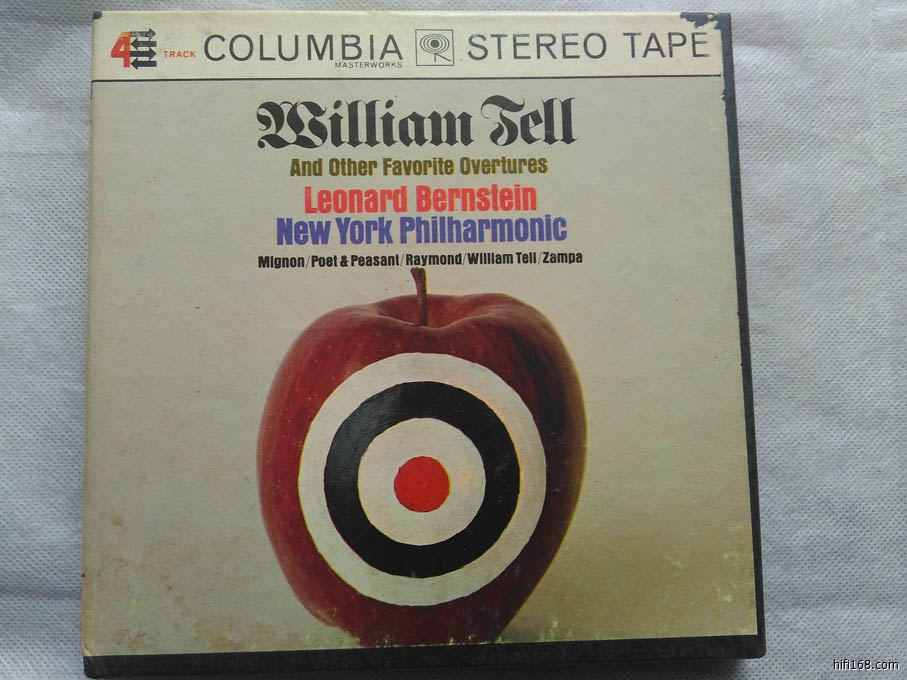 4 TRACK COLUMBIA STEREO TAPE
MASTERWORKS
William Tell
And Other Favorite Overtures
Leonard Bernstein
New York Philharmonic
Mignon/Poet & Peasant/Raymond/William Tell/Zampa
hifi168.com